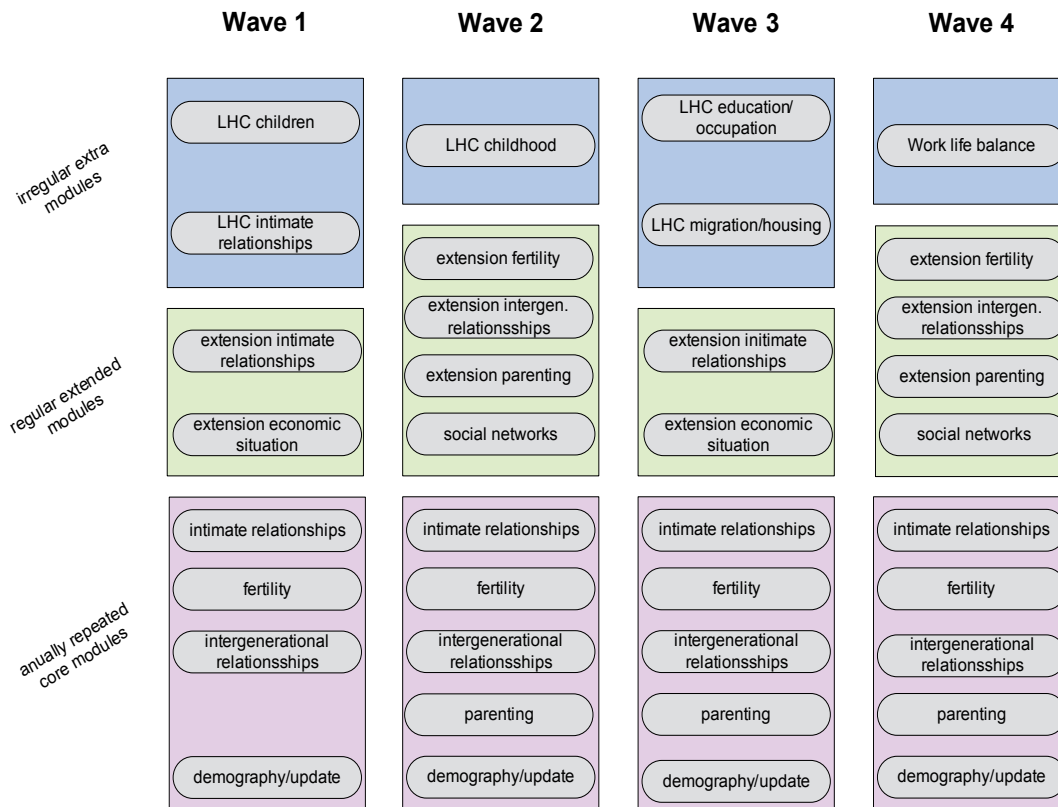 Wave 1
Wave 2
Wave 3
Wave 4
irregular extra
modules
LHC children
LHC intimate
relationships
LHC childhood
LHC education/
occupation
LHC migration/housing
Work life balance
regular extended
modules
extension intimate
relationships
extension economic
situation
extension fertility
extension intergen.
relationsships
extension parenting
social networks
extension initimate
relationships
extension economic
situation
extension fertility
extension intergen.
relationsships
extension parenting
social networks
anually repeated
core modules
intimate relationships
fertility
intergenerational
relationsships
demography/update
intimate relationships
fertility
intergenerational
relationsships
parenting
demography/update
intimate relationships
fertility
intergenerational
relationsships
parenting
demography/update
intimate relationships
fertility
intergenerational
relationsships
parenting
demography/update